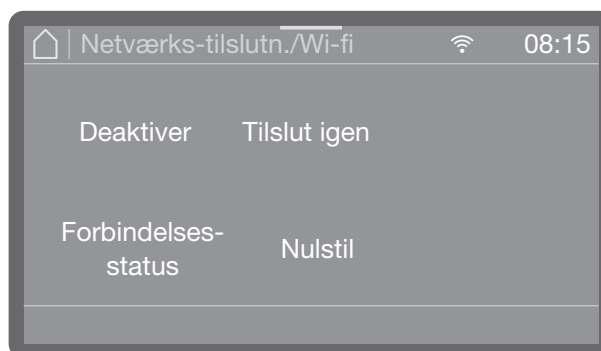 Netværks-tilslutn./Wi-fi 08:15
Deaktiver Tilslut igen
Forbindelses-
status
Nulstil